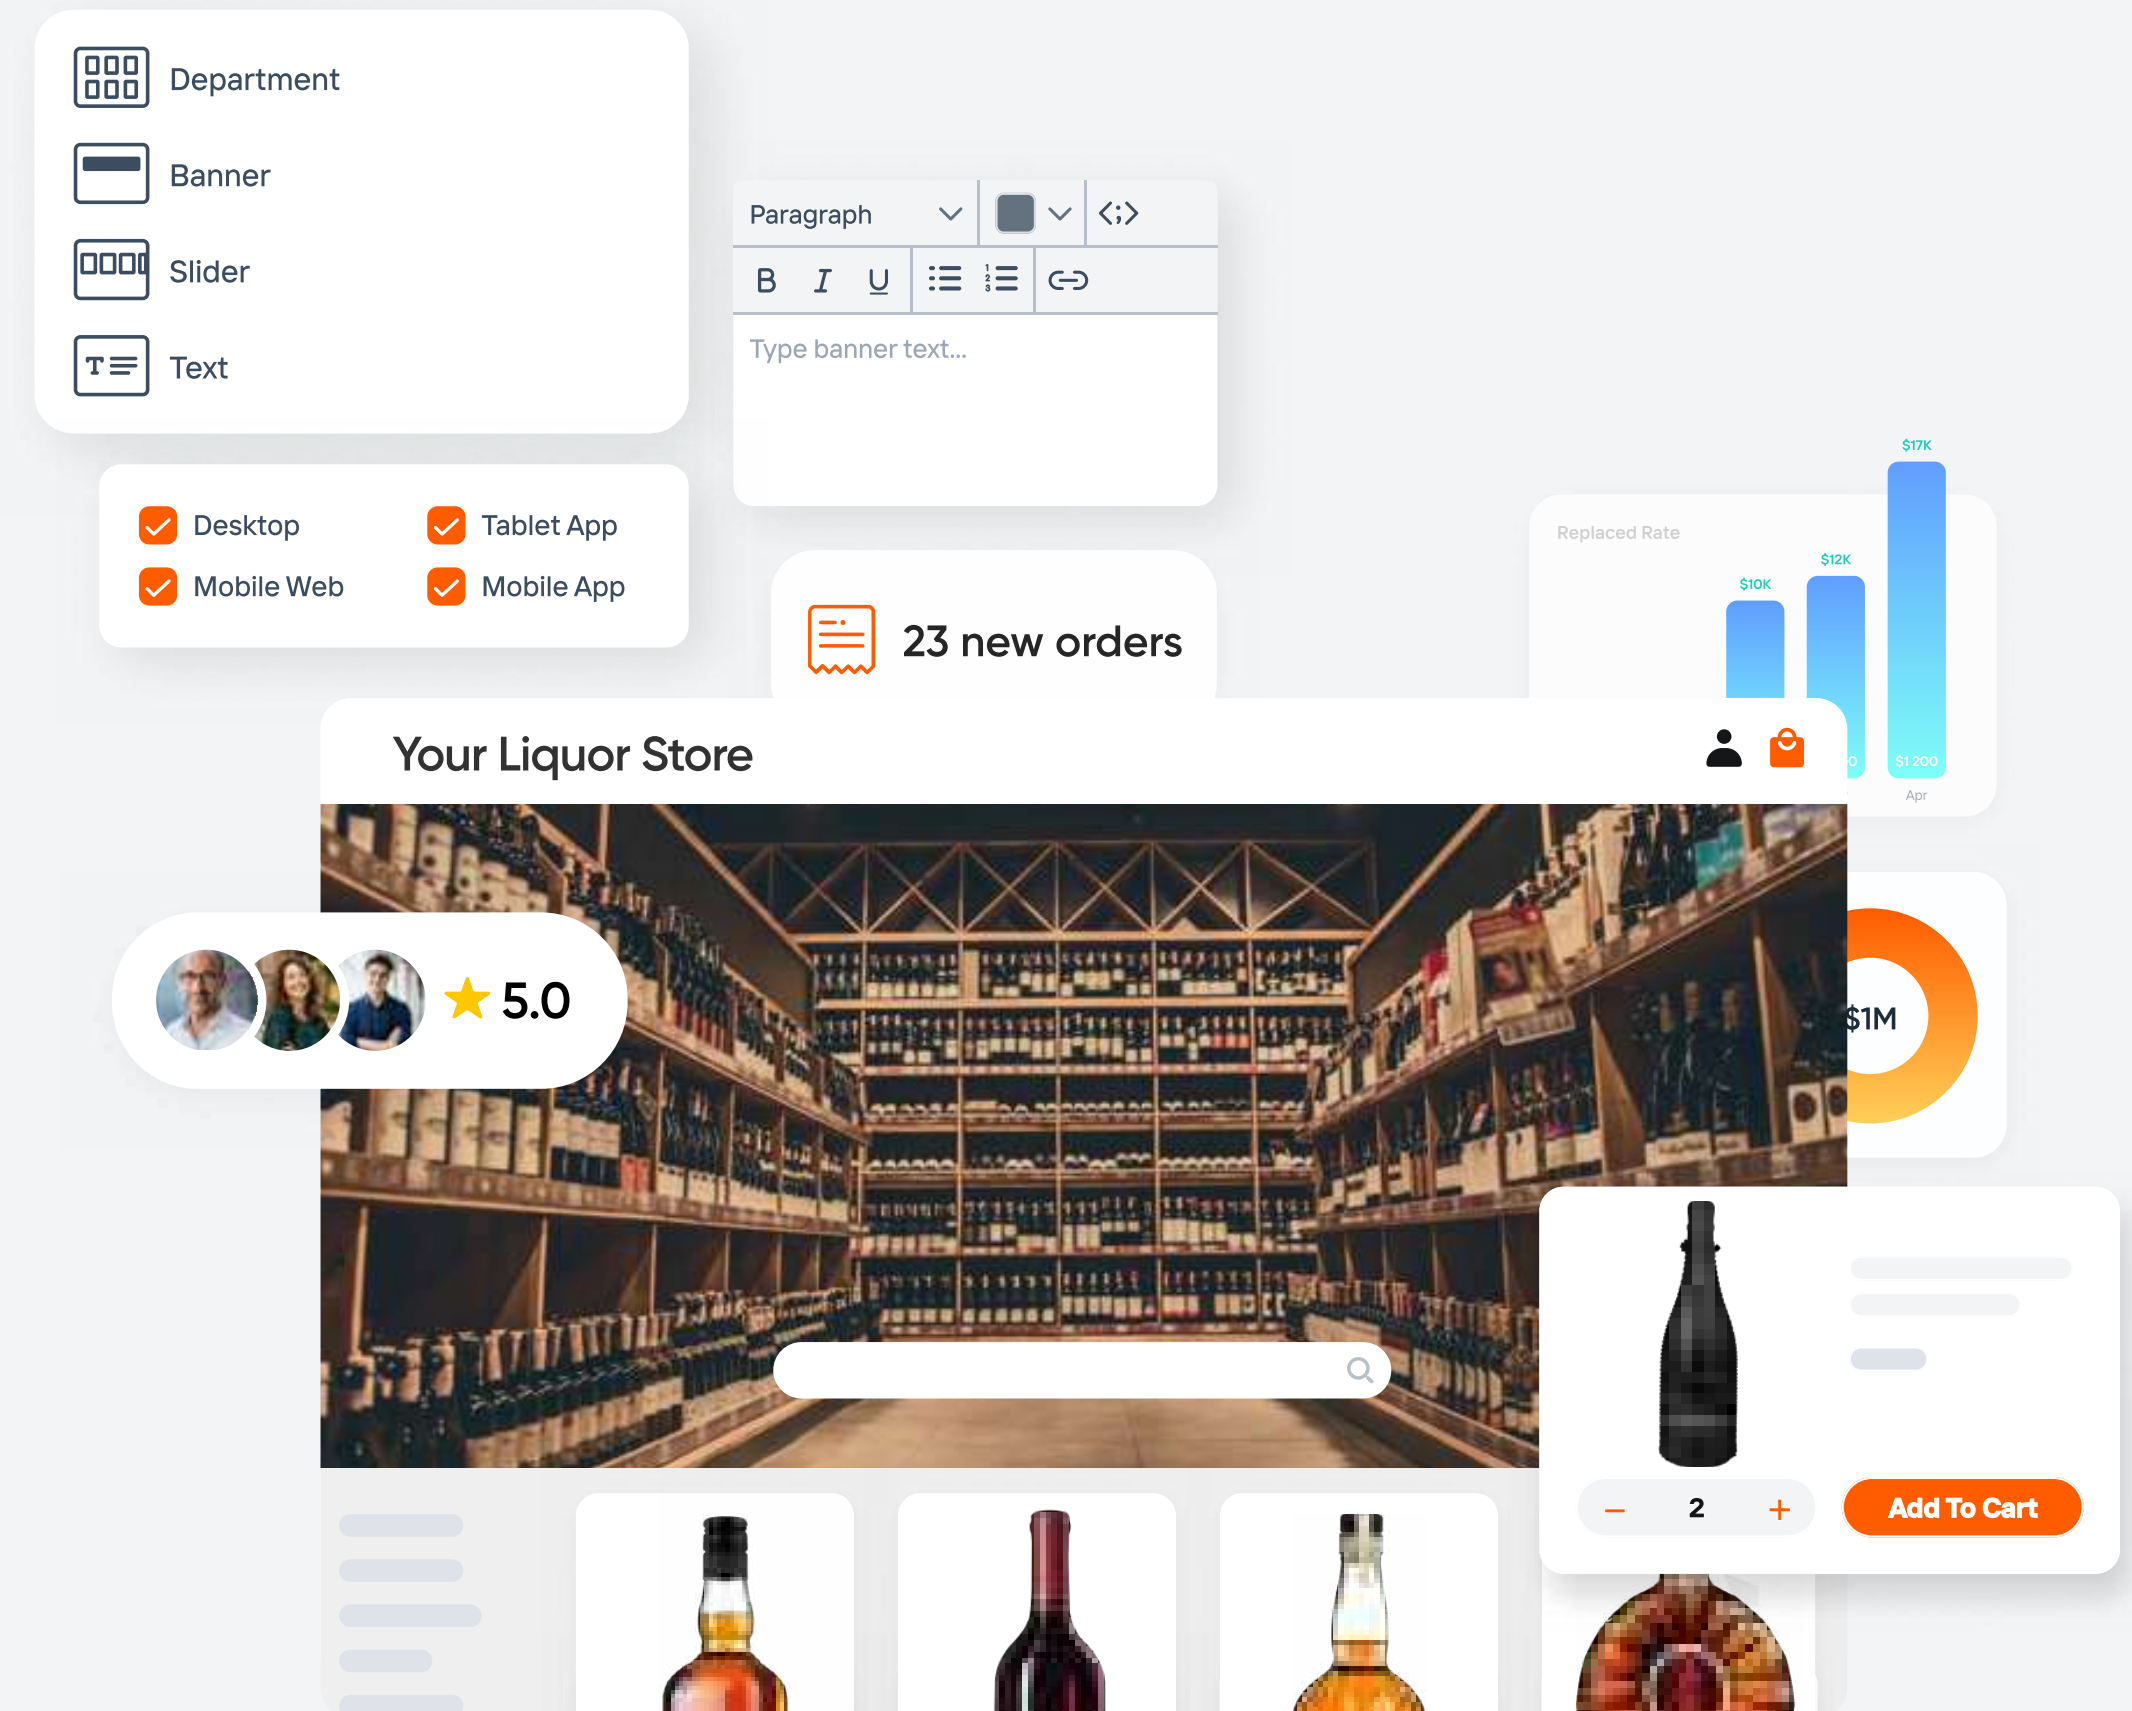 Department
Banner
Slider
Text
Paragraph
B I U
Type banner text...
Desktop
Tablet App
Mobile Web
Mobile App
23 new orders
Replaced Rate
$10K
$12K
$17K
$1 200
Apr
Your Liquor Store
5.0
$1M
2
Add To Cart